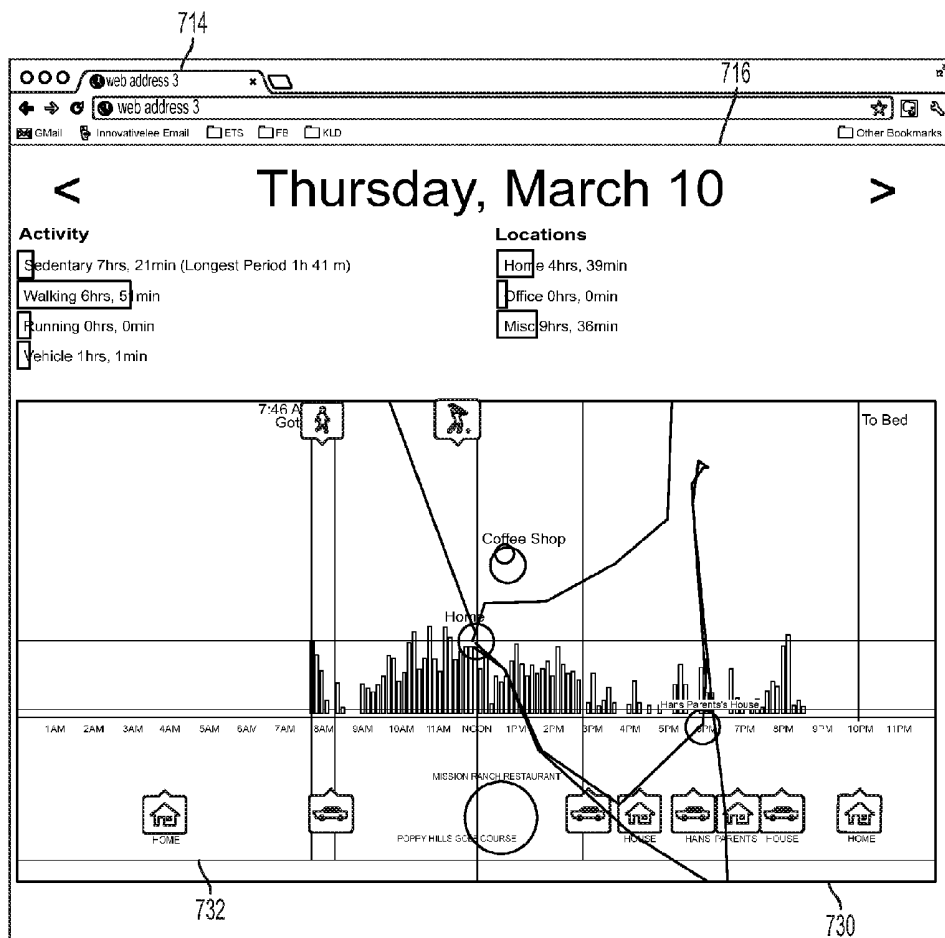 714
web address 3 ×
716
web address 3
GMail Innovativelee Email ETS FB KLD Other Bookmarks
< Thursday, March 10 >
Activity
Locations
Sedentary 7hrs, 21min (Longest Period 1h 41 m)
Home 4hrs, 39min
Walking 6hrs, 51min
Office 0hrs, 0min
Running 0hrs, 0min
Misc 9hrs, 36min
Vehicle 1hrs, 1min
7:46 A
Got
To Bed
Coffee Shop
Home
Hans Parents's House
1AM 2AM 3AM 4AM 5AM 6AM 7AM 8AM 9AM 10AM 11AM NOON 1PM 2PM 3PM 4PM 5PM 6PM 7PM 8PM 9PM 10PM 11PM
MISSION RANCH RESTAURANT
HOME
POPPY HILLS GOLF COURSE
HOUSE
HANS PARENTS HOUSE
HOME
732
730